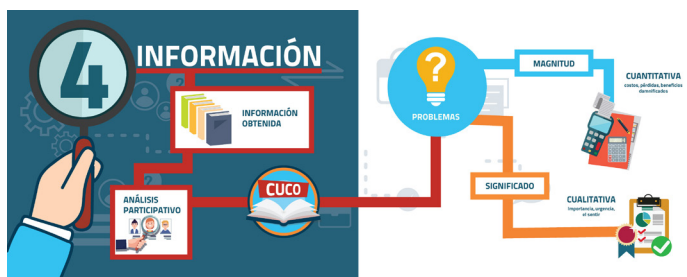 4
INFORMACIÓN
INFORMACIÓN
OBTENIDA
ANÁLISIS
PARTICIPATIVO
CUCO
?
PROBLEMAS
MAGNITUD
CUANTITATIVA
costos, pérdidas, beneficios
damnificados
SIGNIFICADO
CUALITATIVA
Importancia, urgencia,
el sentir